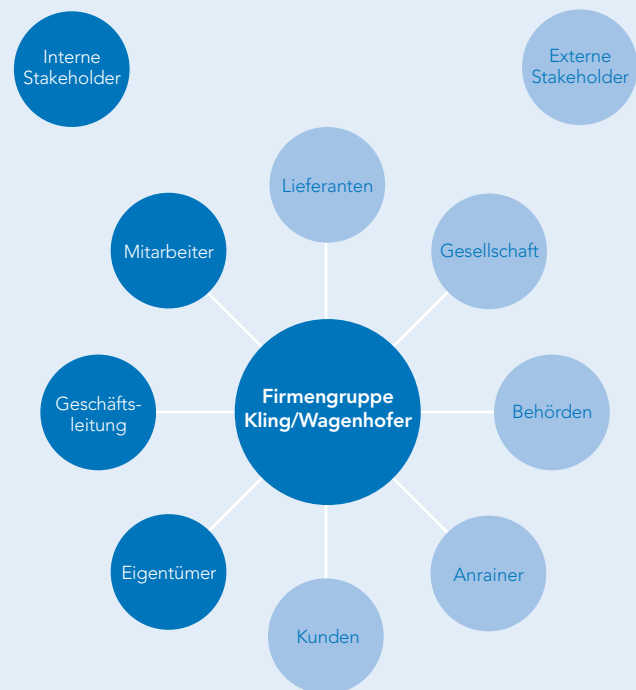 Interne
Stakeholder
Externe
Stakeholder
Lieferanten
Mitarbeiter
Gesellschaft
Firmengruppe
Kling/Wagenhofer
Geschäfts-
leitung
Behörden
Eigentümer
Anrainer
Kunden